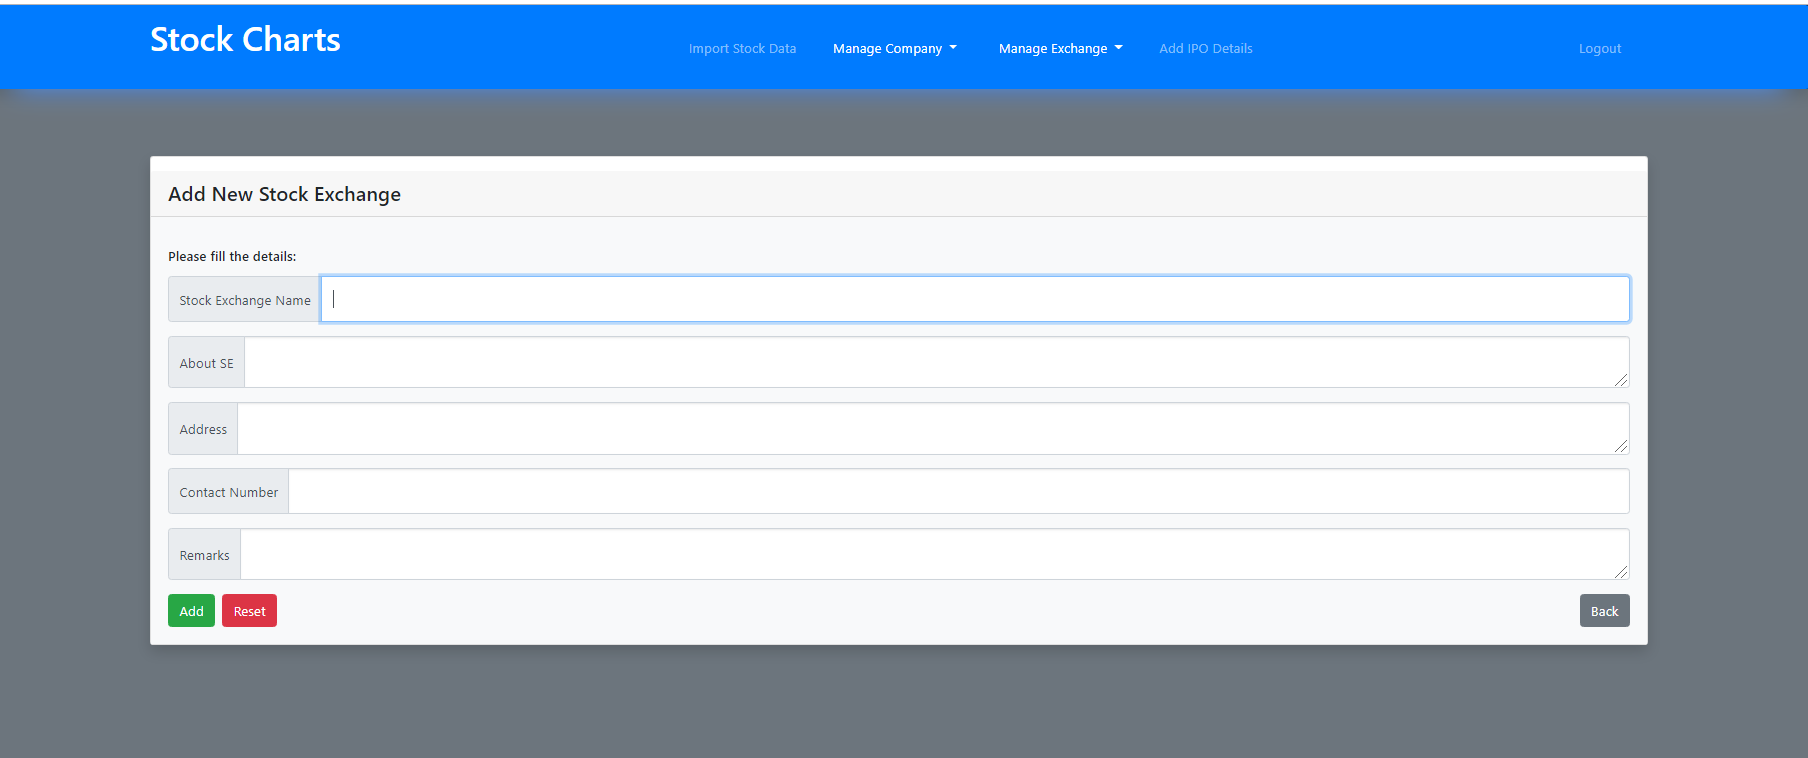 Stock Charts
Import Stock Data
Manage Company
Manage Exchange
Add IPO Details
Logout
Add New Stock Exchange
Please fill the details:
Stock Exchange Name
About SE
Address
Contact Number
Remarks
Add
Reset
Back